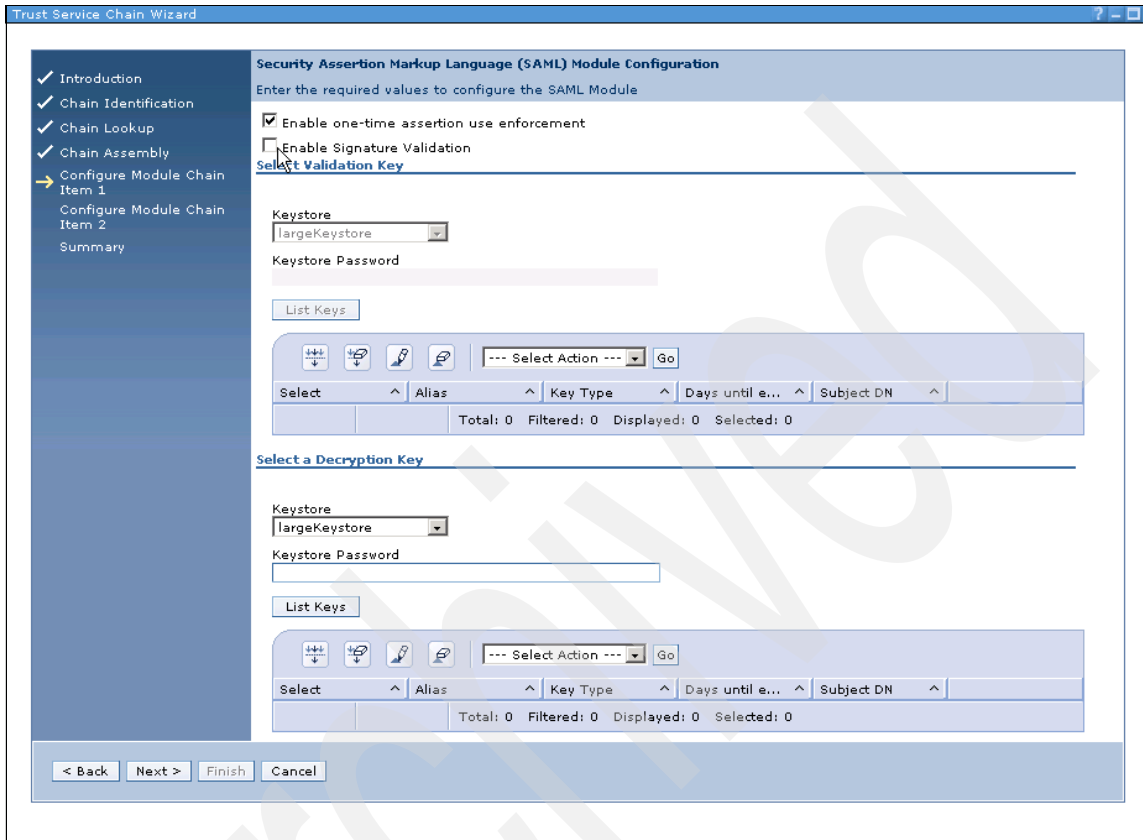 Trust Service Chain Wizard
?
Introduction
Chain Identification
Chain Lookup
Chain Assembly
Configure Module Chain
Item 1
Configure Module Chain
Item 2
Summary
Security Assertion Markup Language (SAML) Module Configuration
Enter the required values to configure the SAML Module
Enable one-time assertion use enforcement
Enable Signature Validation
Select Validation Key
Keystore
largeKeystore
Keystore Password
List Keys
--- Select Action --- Go
Select Alias Key Type Days until e... Subject DN
Total: 0 Filtered: 0 Displayed: 0 Selected: 0
Select a Decryption Key
Keystore
largeKeystore
Keystore Password
List Keys
--- Select Action --- Go
Select Alias Key Type Days until e... Subject DN
Total: 0 Filtered: 0 Displayed: 0 Selected: 0
< Back Next > Finish Cancel